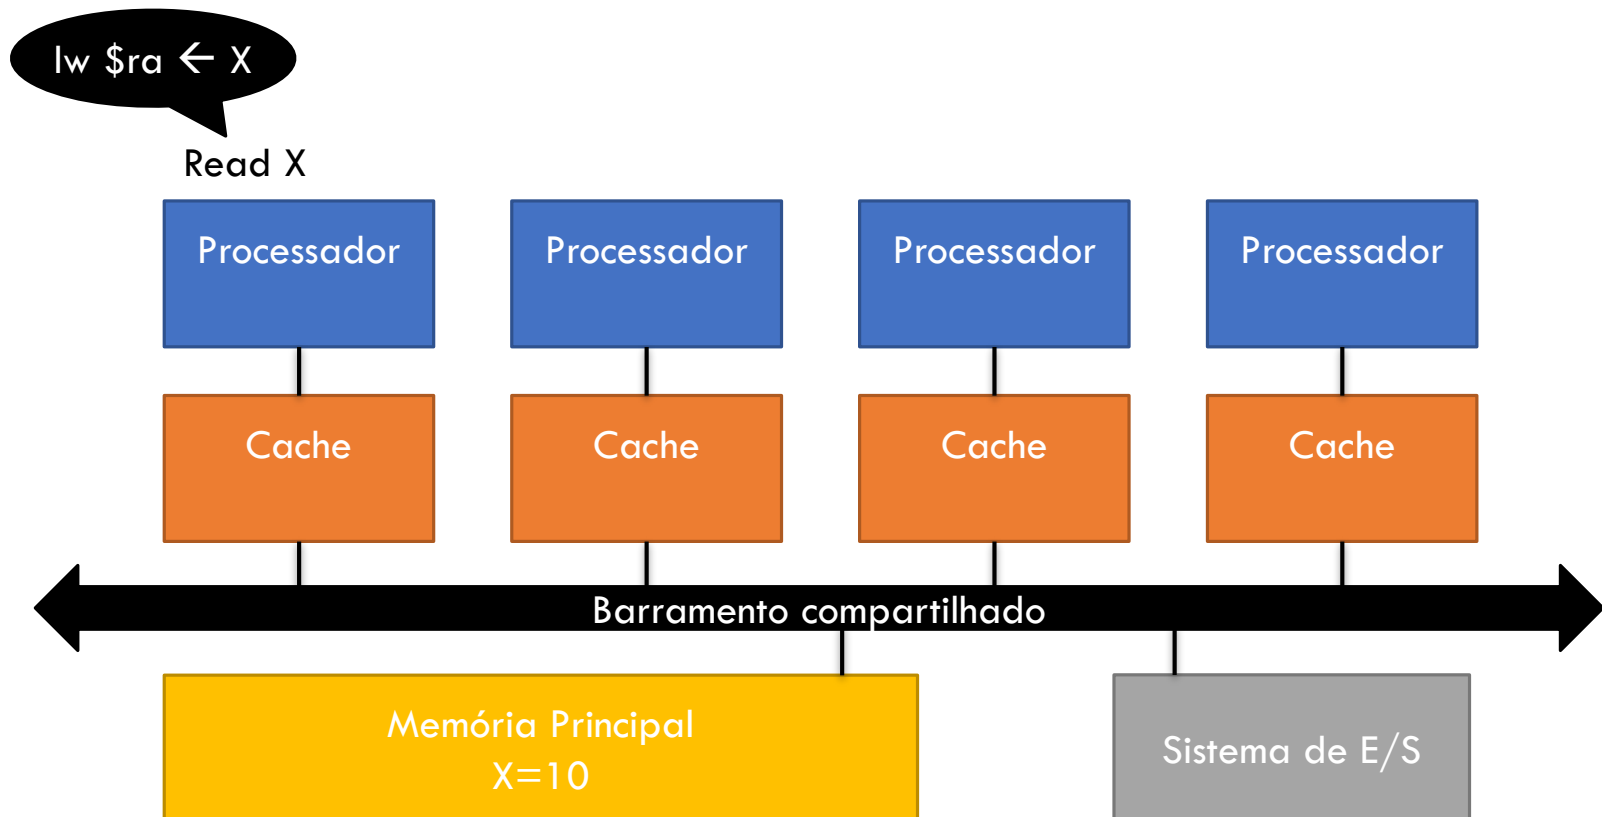 lw $ra ← X
Read X
Processador
Processador
Processador
Processador
Cache
Cache
Cache
Cache
Barramento compartilhado
Memória Principal
X=10
Sistema de E/S